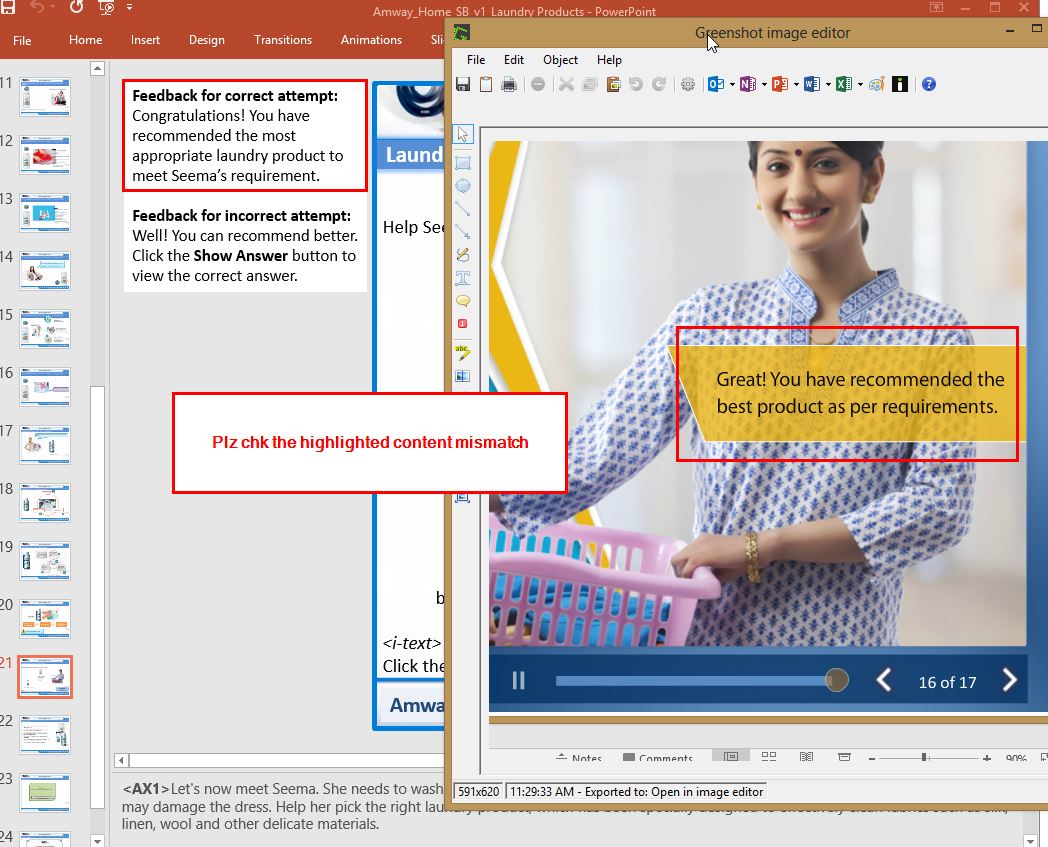 Amway_Home_SB_v1_Laundry Products - PowerPoint
File Home Insert Design Transitions Animations
Greenshot image editor
File Edit Object Help
11
12
13
14
15
16
17
18
19
20
21
22
23
24
Feedback for correct attempt:
Congratulations! You have
recommended the most
appropriate laundry product to
meet Seema’s requirement.
Feedback for incorrect attempt:
Well! You can recommend better.
Click the Show Answer button to
view the correct answer.
Laund
Help See
Plz chk the highlighted content mismatch
Great! You have recommended the
best product as per requirements.
b
<i-text>
Click the
Amwa
16 of 17
Notes Comments 90%
591x620 11:29:33 AM - Exported to: Open in image editor
<AX1>Let's now meet Seema. She needs to wash
may damage the dress. Help her pick the right
linen, wool and other delicate materials.